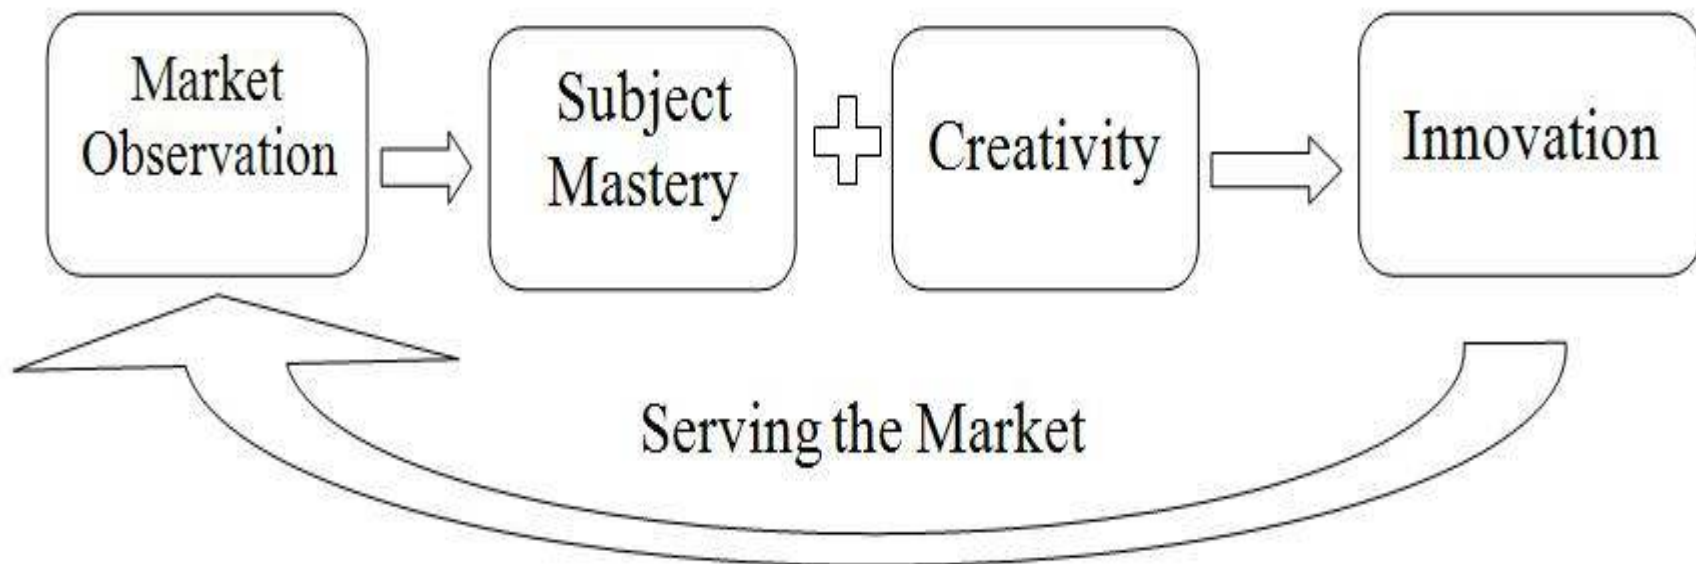 Market
Observation
Subject
Mastery
Creativity
Innovation
Serving the Market